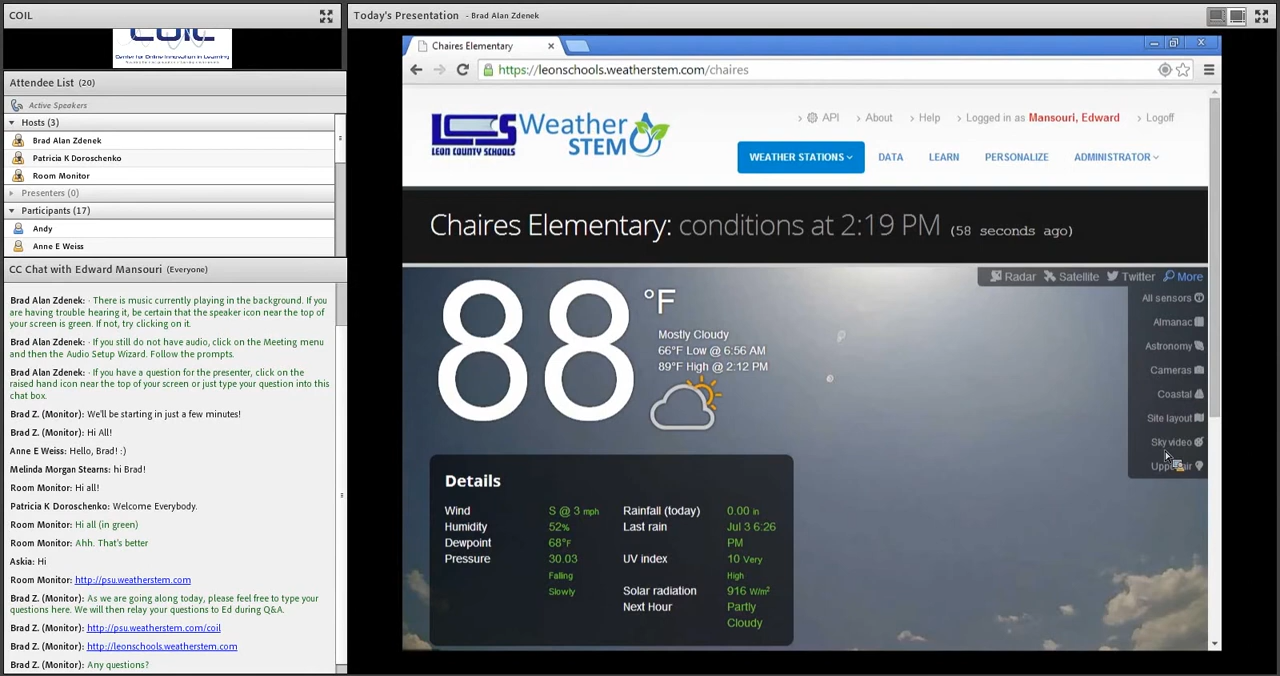 COIL
COIL
Center for Online Innovation in Learning
Attendee List (20)
Active Speakers
Hosts (3)
Brad Alan Zdenek
Patricia K Doroschenko
Room Monitor
Presenters (0)
Participants (17)
Andy
Anne E Weiss
CC Chat with Edward Mansouri (Everyone)
Brad Alan Zdenek: - There is music currently playing in the background. If you
are having trouble hearing it, be certain that the speaker icon near the top of
your screen is green. If not, try clicking on it.
Brad Alan Zdenek: - If you still do not have audio, click on the Meeting menu
and then the Audio Setup Wizard. Follow the prompts.
Brad Alan Zdenek: - If you have a question for the presenter, click on the
raised hand icon near the top of your screen or just type your question into this
chat box.
Brad Z. (Monitor): We'll be starting in just a few minutes!
Brad Z. (Monitor): Hi All!
Anne E Weiss: Hello, Brad! :)
Melinda Morgan Stearns: hi Brad!
Room Monitor: Hi all!
Patricia K Doroschenko: Welcome Everybody.
Room Monitor: Hi all (in green)
Room Monitor: Ahh. That's better
Askia: Hi
Room Monitor: http://psu.weatherstem.com
Brad Z. (Monitor): As we are going along today, please feel free to type your
questions here. We will then relay your questions to Ed during Q&A.
Brad Z. (Monitor): http://psu.weatherstem.com/coil
Brad Z. (Monitor): http://leonschools.weatherstem.com
Brad Z. (Monitor): Any questions?
Today's Presentation - Brad Alan Zdenek
Chaires Elementary
https://leonschools.weatherstem.com/chaires
LCS
LEON COUNTY SCHOOLS
Weather
STEM
API
About
Help
Logged in as Mansouri, Edward
Logoff
WEATHER STATIONS
DATA
LEARN
PERSONALIZE
ADMINISTRATOR
Chaires Elementary: conditions at 2:19 PM (58 seconds ago)
Radar
Satellite
Twitter
More
All sensors
Almanac
Astronomy
Cameras
Coastal
Site layout
Sky video
Upper air
88 °F
Mostly Cloudy
66°F Low @ 6:56 AM
89°F High @ 2:12 PM
Details
Wind S @ 3 mph
Humidity 52%
Dewpoint 68°F
Pressure 30.03
Falling
Slowly
Rainfall (today) 0.00 in
Last rain Jul 3 6:26
PM
UV index 10 Very
High
Solar radiation 916 W/m²
Next Hour Partly
Cloudy